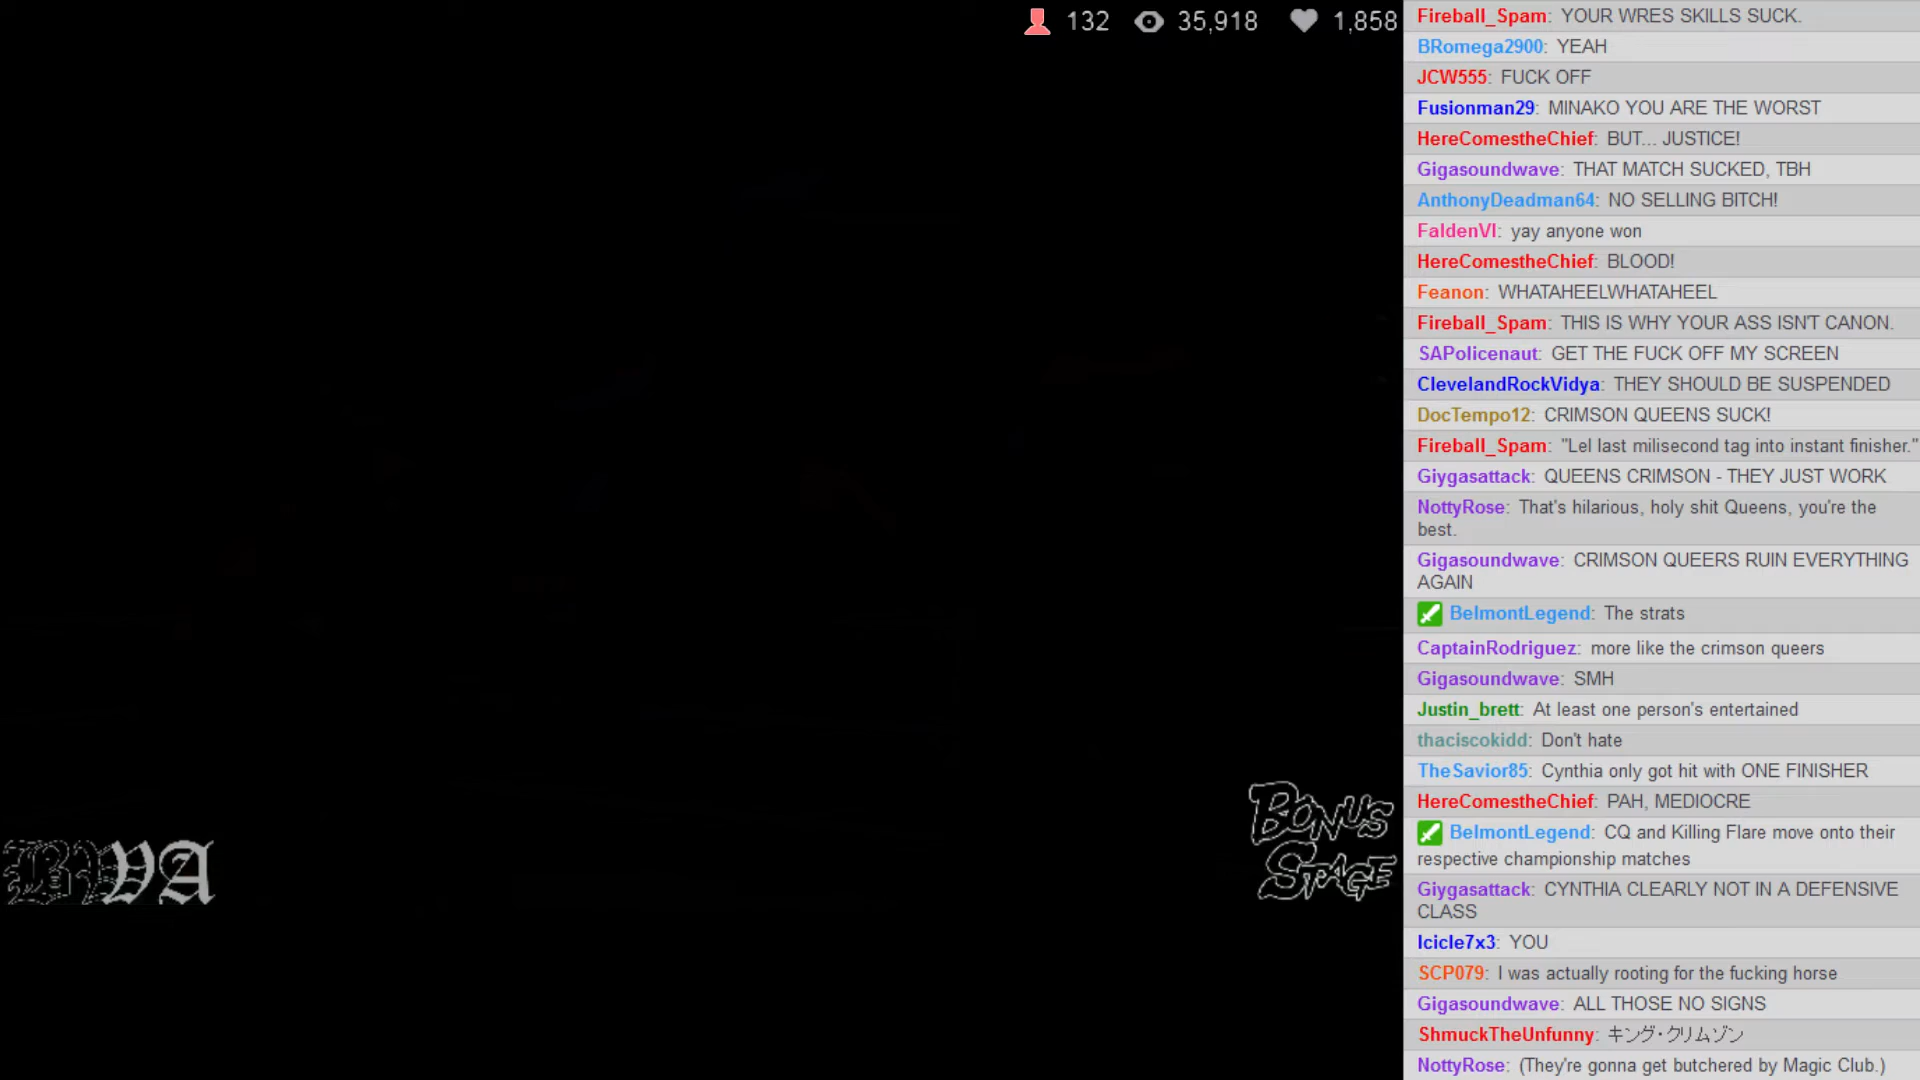 132 35,918 1,858
Fireball_Spam: YOUR WRES SKILLS SUCK.
BRomega2900: YEAH
JCW555: FUCK OFF
Fusionman29: MINAKO YOU ARE THE WORST
HereComestheChief: BUT... JUSTICE!
Gigasoundwave: THAT MATCH SUCKED, TBH
AnthonyDeadman64: NO SELLING BITCH!
FaldenVI: yay anyone won
HereComestheChief: BLOOD!
Feanon: WHATAHEELWHATAHEEL
Fireball_Spam: THIS IS WHY YOUR ASS ISN'T CANON.
SAPolicenaut: GET THE FUCK OFF MY SCREEN
ClevelandRockVidya: THEY SHOULD BE SUSPENDED
DocTempo12: CRIMSON QUEENS SUCK!
Fireball_Spam: "Lel last milisecond tag into instant finisher."
Giygasattack: QUEENS CRIMSON - THEY JUST WORK
NottyRose: That's hilarious, holy shit Queens, you're the
best.
Gigasoundwave: CRIMSON QUEERS RUIN EVERYTHING
AGAIN
BelmontLegend: The strats
CaptainRodriguez: more like the crimson queers
Gigasoundwave: SMH
Justin_brett: At least one person's entertained
thaciscokidd: Don't hate
TheSavior85: Cynthia only got hit with ONE FINISHER
HereComestheChief: PAH, MEDIOCRE
BelmontLegend: CQ and Killing Flare move onto their
respective championship matches
Giygasattack: CYNTHIA CLEARLY NOT IN A DEFENSIVE
CLASS
Icicle7x3: YOU
SCP079: I was actually rooting for the fucking horse
Gigasoundwave: ALL THOSE NO SIGNS
ShmuckTheUnfunny: キング・クリムゾン
NottyRose: (They're gonna get butchered by Magic Club.)
BONUS
STAGE